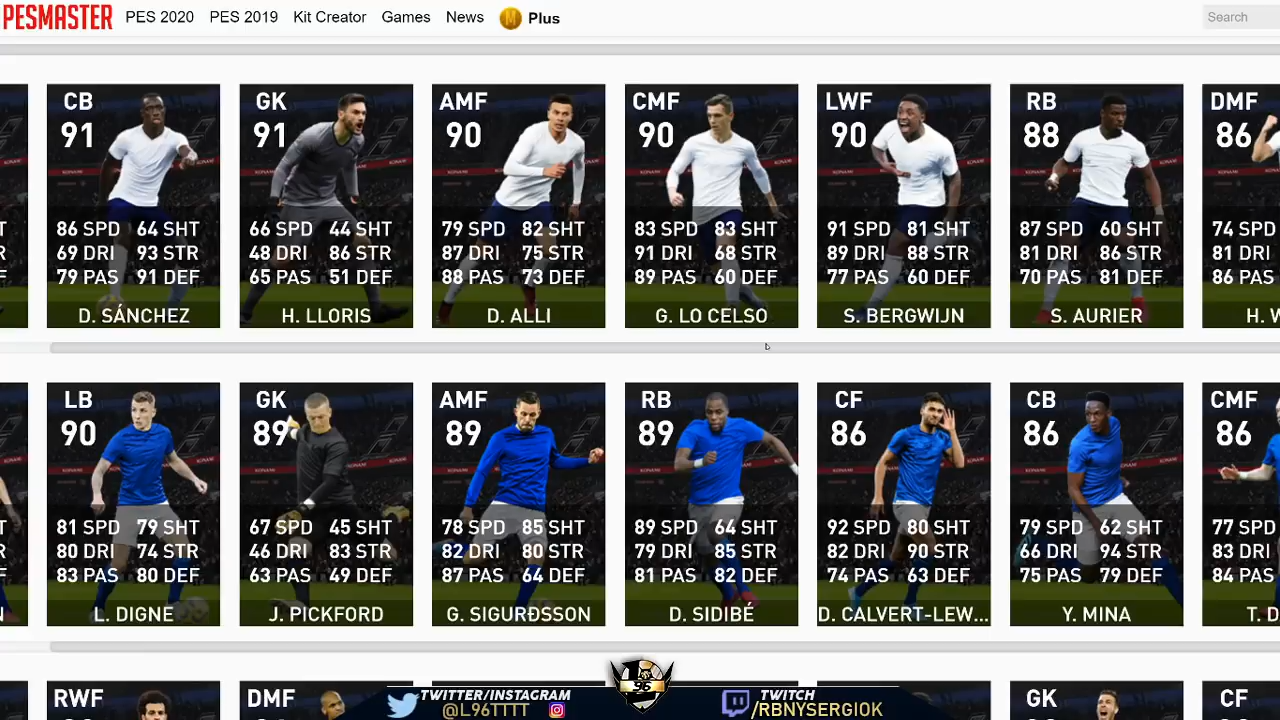 PESMASTER PES 2020 PES 2019 Kit Creator Games News Plus Search
CB
91
86 SPD 64 SHT
69 DRI 93 STR
79 PAS 91 DEF
D. SÁNCHEZ
GK
91
66 SPD 44 SHT
48 DRI 86 STR
65 PAS 51 DEF
H. LLORIS
AMF
90
79 SPD 82 SHT
87 DRI 75 STR
88 PAS 73 DEF
D. ALLI
CMF
90
83 SPD 83 SHT
91 DRI 68 STR
89 PAS 60 DEF
G. LO CELSO
LWF
90
91 SPD 81 SHT
89 DRI 88 STR
77 PAS 60 DEF
S. BERGWIJN
RB
88
87 SPD 60 SHT
81 DRI 86 STR
70 PAS 81 DEF
S. AURIER
DMF
86
74 SPD
81 DRI
86 PAS
H. W
LB
90
81 SPD 79 SHT
80 DRI 74 STR
83 PAS 80 DEF
L. DIGNE
GK
89
67 SPD 45 SHT
46 DRI 83 STR
63 PAS 49 DEF
J. PICKFORD
AMF
89
78 SPD 85 SHT
82 DRI 80 STR
87 PAS 64 DEF
G. SIGURÐSSON
RB
89
89 SPD 64 SHT
79 DRI 85 STR
81 PAS 82 DEF
D. SIDIBÉ
CF
86
92 SPD 80 SHT
82 DRI 90 STR
74 PAS 63 DEF
D. CALVERT-LEW...
CB
86
79 SPD 62 SHT
66 DRI 94 STR
75 PAS 79 DEF
Y. MINA
CMF
86
77 SPD
83 DRI
84 PAS
T. D
RWF
DMF
GK
CF
TWITTER/INSTAGRAM
@L96TTTT
TWITCH
/RBNYSERGIOK